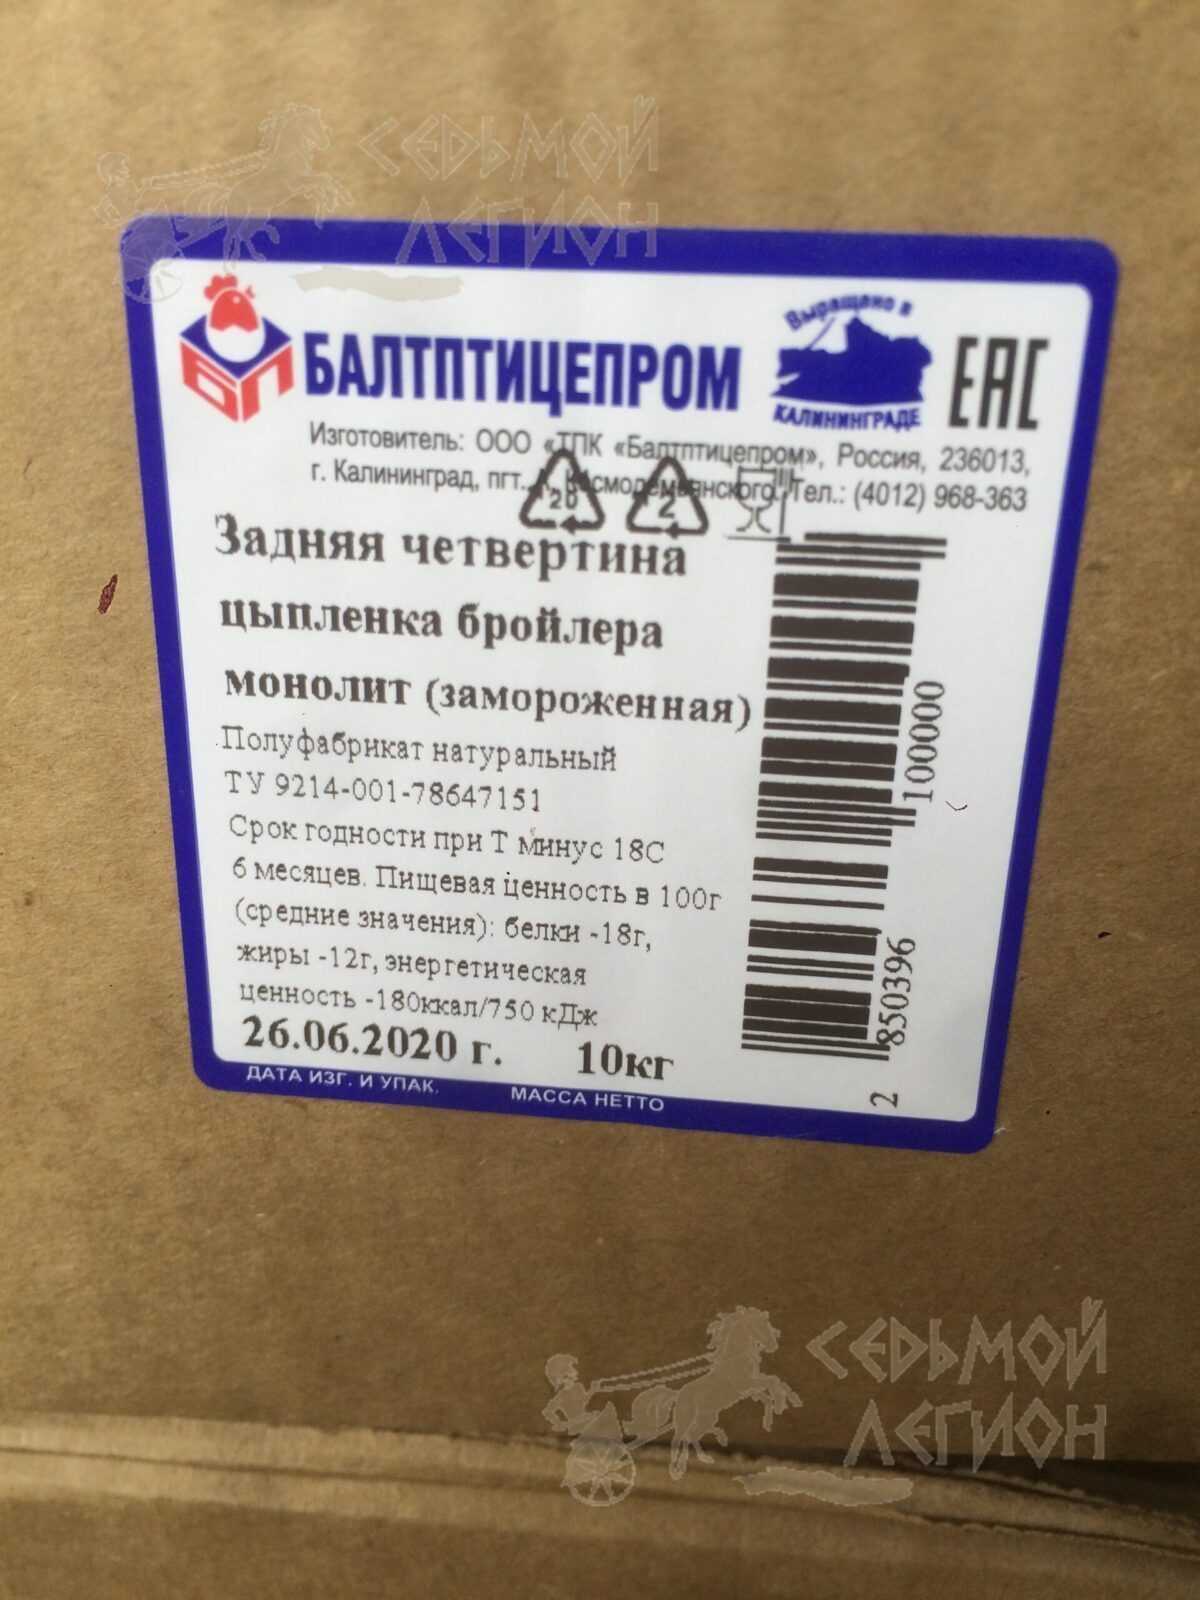 СЕДЬМОЙ
ЛЕГИОН
БП
БАЛТПТИЦЕПРОМ
Выращено в
КАЛИНИНГРАДЕ
EAC
Изготовитель: ООО «ТПК «Балтптицепром», Россия, 236013,
г. Калининград, пгт. А. Космодемьянского. Тел.: (4012) 968-363
20
2
Задняя четвертина
цыпленка бройлера
монолит (замороженная)
Полуфабрикат натуральный
ТУ 9214-001-78647151
Срок годности при Т минус 18С
6 месяцев. Пищевая ценность в 100г
(средние значения): белки -18г,
жиры -12г, энергетическая
ценность -180ккал/750 кДж
26.06.2020 г. 10кг
ДАТА ИЗГ. И УПАК. МАССА НЕТТО
2 850396 100000
СЕДЬМОЙ
ЛЕГИОН